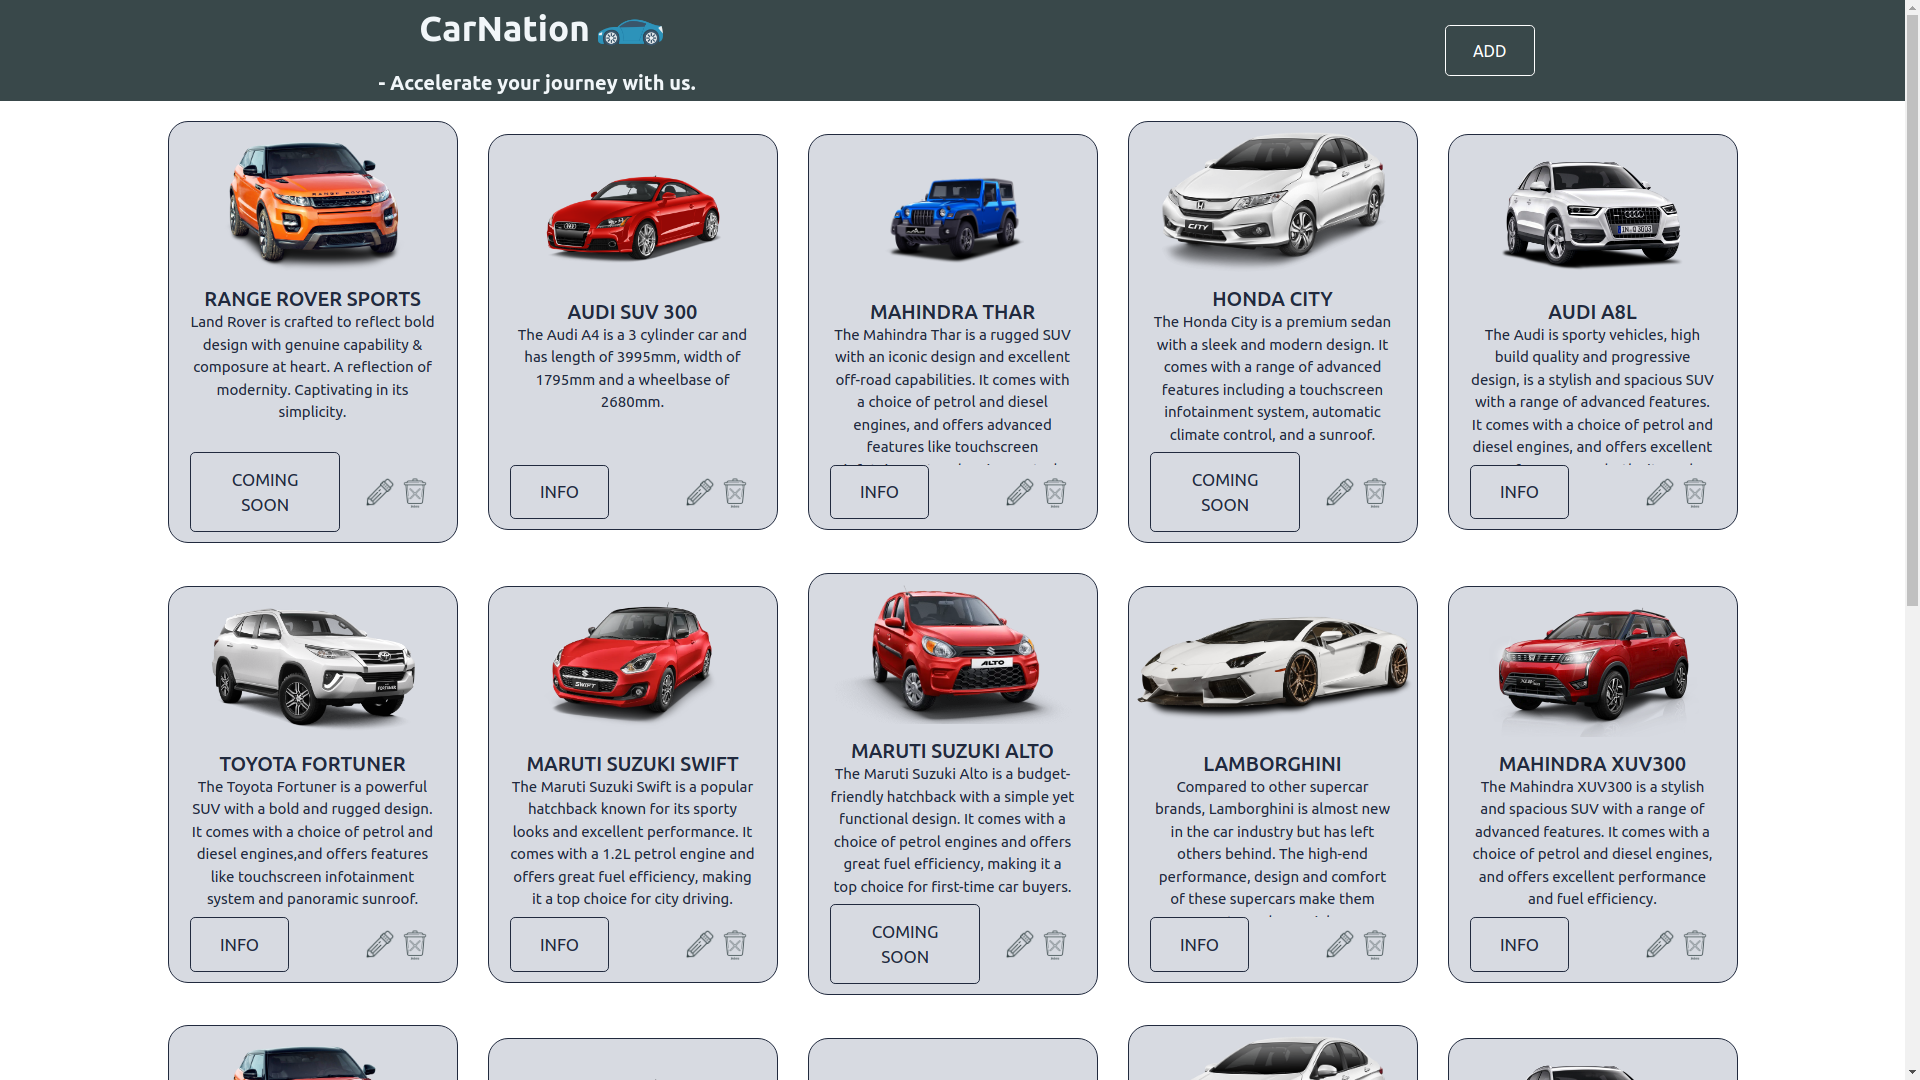 CarNation
- Accelerate your journey with us.
ADD
RANGE ROVER SPORTS
Land Rover is crafted to reflect bold
design with genuine capability &
composure at heart. A reflection of
modernity. Captivating in its
simplicity.
COMING
SOON
AUDI SUV 300
The Audi A4 is a 3 cylinder car and
has length of 3995mm, width of
1795mm and a wheelbase of
2680mm.
INFO
MAHINDRA THAR
The Mahindra Thar is a rugged SUV
with an iconic design and excellent
off-road capabilities. It comes with
a choice of petrol and diesel
engines, and offers advanced
features like touchscreen
INFO
CITY
HONDA CITY
The Honda City is a premium sedan
with a sleek and modern design. It
comes with a range of advanced
features including a touchscreen
infotainment system, automatic
climate control, and a sunroof.
COMING
SOON
AUDI A8L
The Audi is sporty vehicles, high
build quality and progressive
design, is a stylish and spacious SUV
with a range of advanced features.
It comes with a choice of petrol and
diesel engines, and offers excellent
INFO
TOYOTA FORTUNER
The Toyota Fortuner is a powerful
SUV with a bold and rugged design.
It comes with a choice of petrol and
diesel engines,and offers features
like touchscreen infotainment
system and panoramic sunroof.
INFO
SWIFT
MARUTI SUZUKI SWIFT
The Maruti Suzuki Swift is a popular
hatchback known for its sporty
looks and excellent performance. It
comes with a 1.2L petrol engine and
offers great fuel efficiency, making
it a top choice for city driving.
INFO
ALTO
MARUTI SUZUKI ALTO
The Maruti Suzuki Alto is a budget-
friendly hatchback with a simple yet
functional design. It comes with a
choice of petrol engines and offers
great fuel efficiency, making it a
top choice for first-time car buyers.
COMING
SOON
LAMBORGHINI
Compared to other supercar
brands, Lamborghini is almost new
in the car industry but has left
others behind. The high-end
performance, design and comfort
of these supercars make them
INFO
MAHINDRA XUV300
The Mahindra XUV300 is a stylish
and spacious SUV with a range of
advanced features. It comes with a
choice of petrol and diesel engines,
and offers excellent performance
and fuel efficiency.
INFO